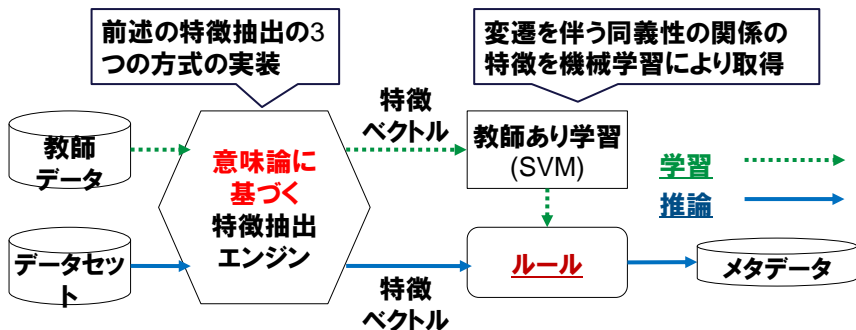 前述の特徴抽出の3
つの方式の実装
変遷を伴う同義性の関係の
特徴を機械学習により取得
特徴
ベクトル
教師
データ
意味論に
基づく
特徴抽出
エンジン
教師あり学習
(SVM)
学習
推論
データセッ
ト
ルール
メタデータ
特徴
ベクトル